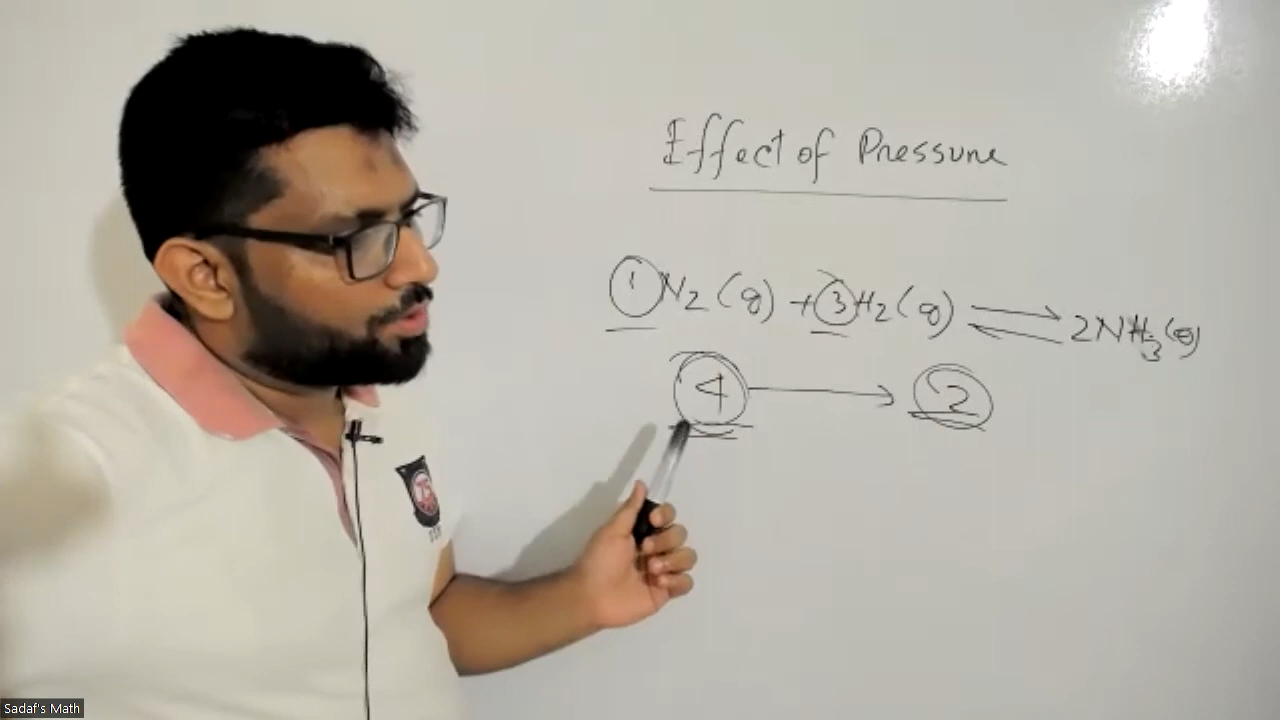 Effect of Pressure
1 N2 (g) + 3 H2 (g) ⇌ 2NH3(g)
4 → 2
Sadaf's Math